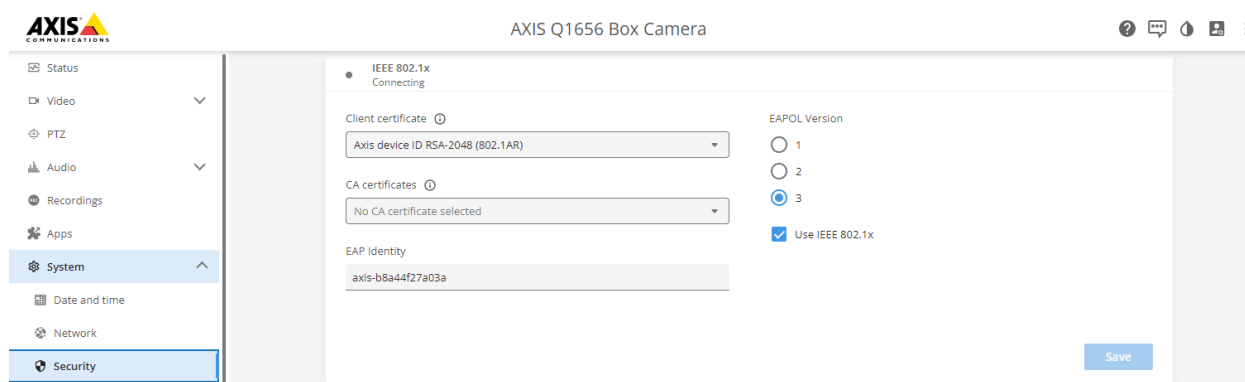 AXIS
COMMUNICATIONS
AXIS Q1656 Box Camera
Status
Video
PTZ
Audio
Recordings
Apps
System
Date and time
Network
Security
IEEE 802.1x
Connecting
Client certificate
Axis device ID RSA-2048 (802.1AR)
CA certificates
No CA certificate selected
EAP Identity
axis-b8a44f27a03a
EAPOL Version
1
2
3
Use IEEE 802.1x
Save